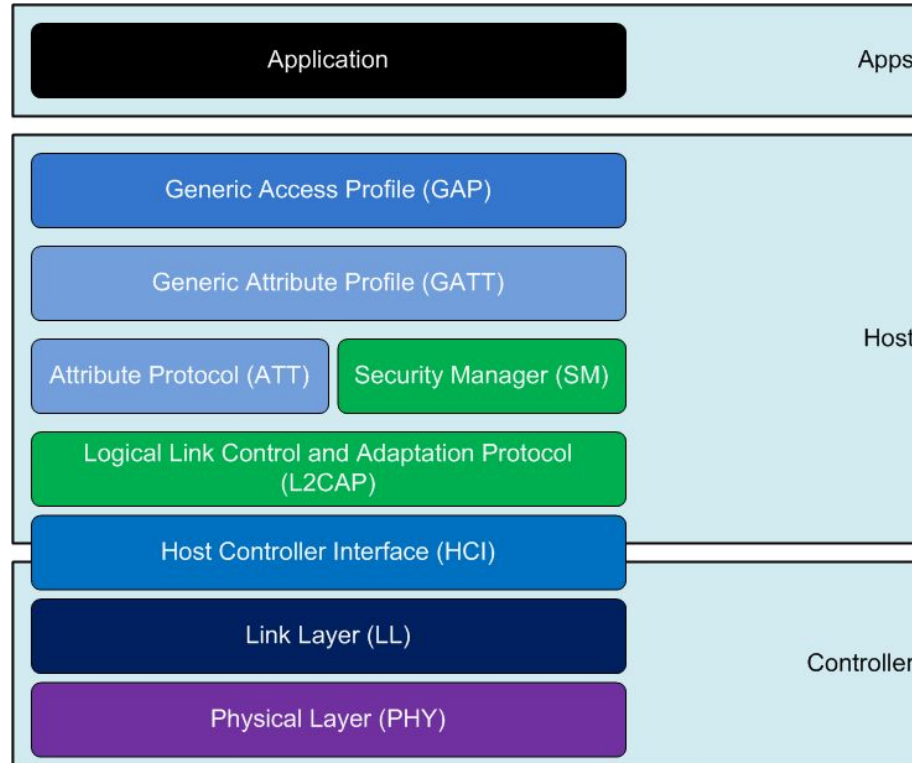 Application
Apps
Generic Access Profile (GAP)
Generic Attribute Profile (GATT)
Host
Attribute Protocol (ATT)
Security Manager (SM)
Logical Link Control and Adaptation Protocol
(L2CAP)
Host Controller Interface (HCI)
Link Layer (LL)
Controller
Physical Layer (PHY)